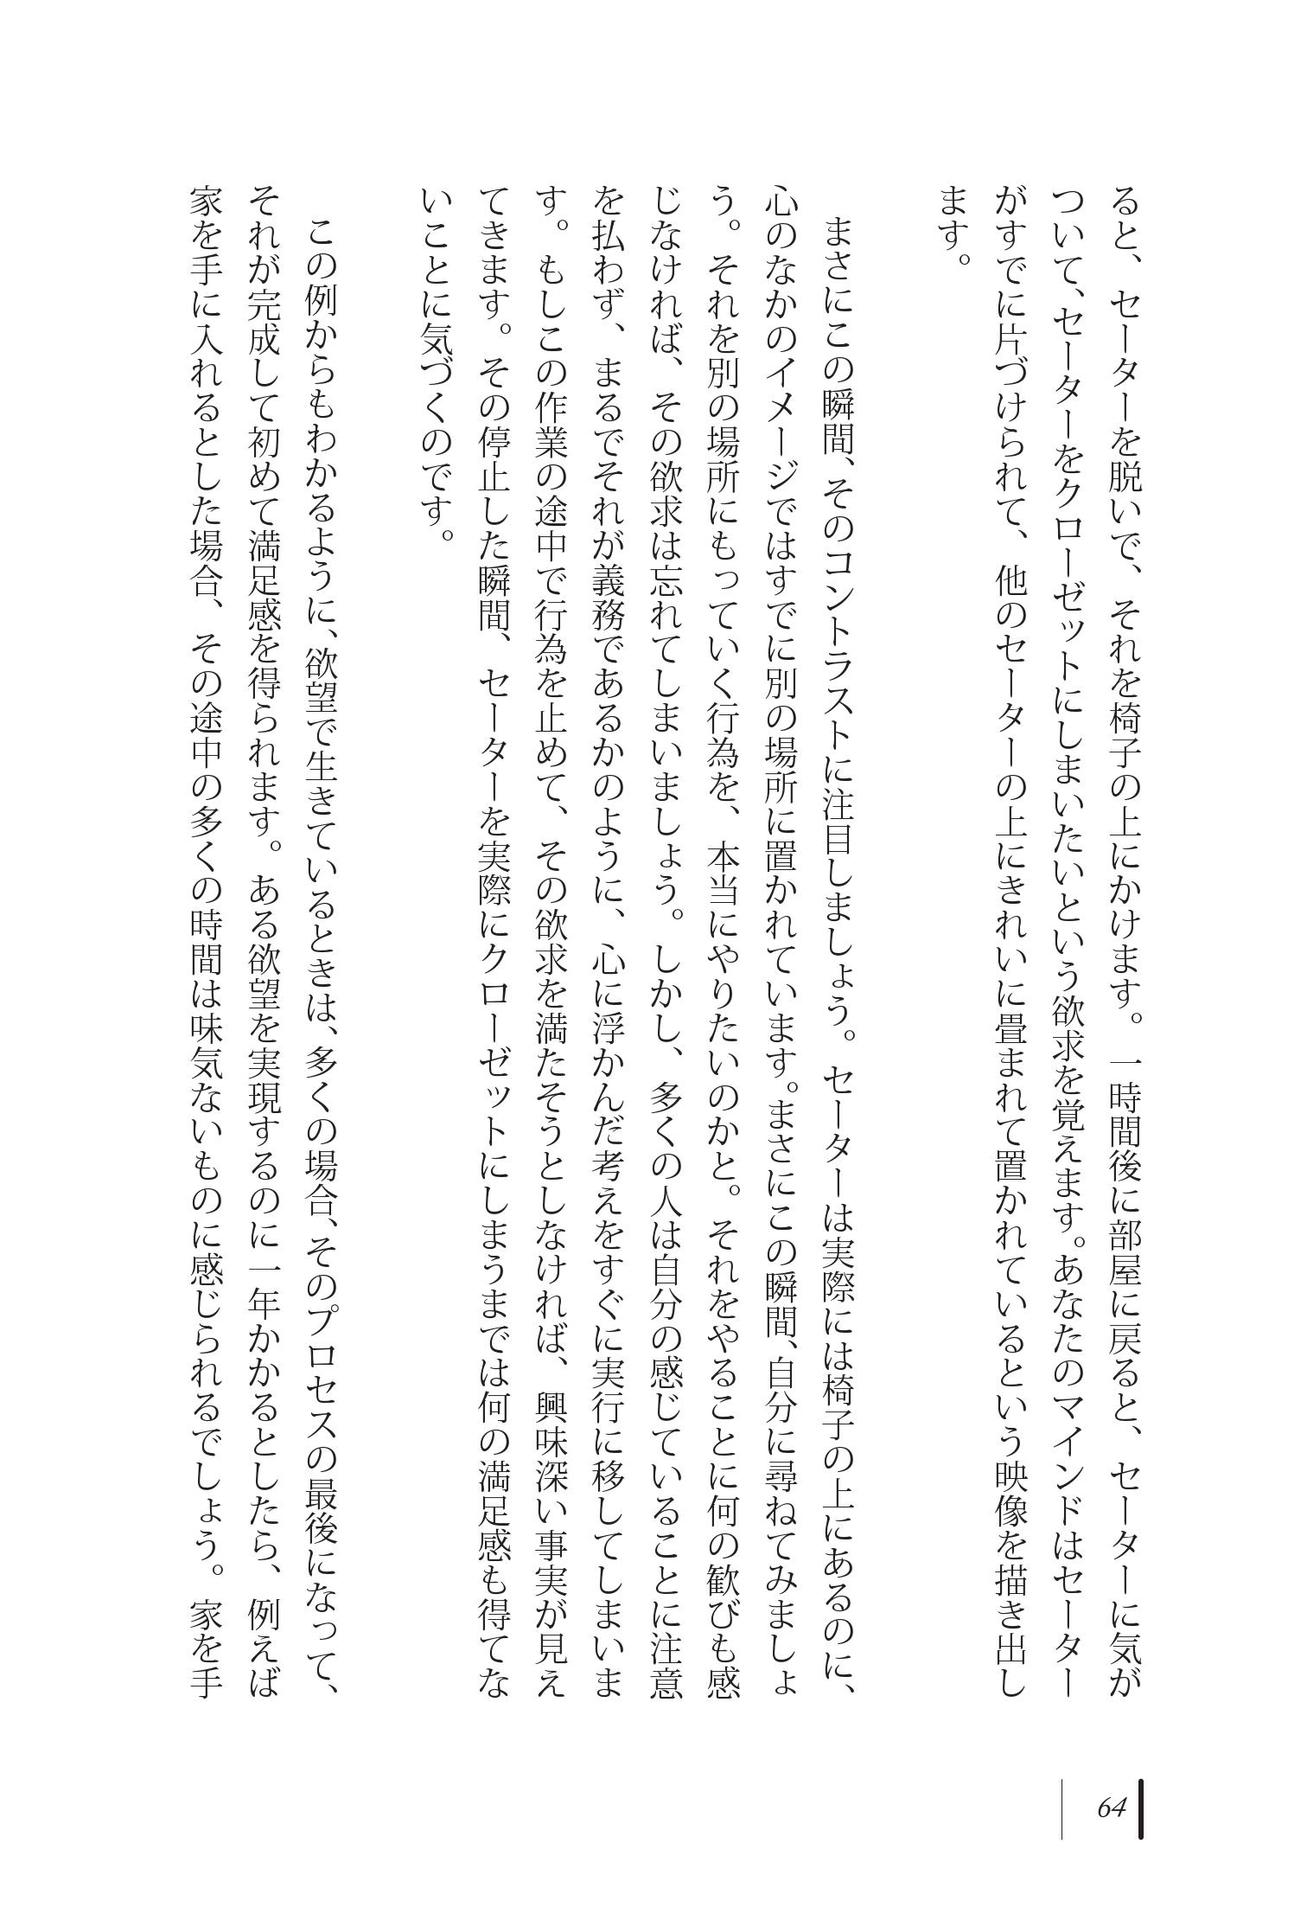 ると、セーターを脱いで、それを椅子の上にかけます。一時間後に部屋に戻ると、セーターに気が
ついて、セーターをクローゼットにしまいたいという欲求を覚えます。あなたのマインドはセーター
がすでに片づけられて、他のセーターの上にきれいに畳まれて置かれているという映像を描き出し
ます。
まさにこの瞬間、そのコントラストに注目しましょう。セーターは実際には椅子の上にあるのに、
心のなかのイメージではすでに別の場所に置かれています。まさにこの瞬間、自分に尋ねてみましょ
う。それを別の場所にもっていく行為を、本当にやりたいのかと。それをやることに何の歓びも感
じなければ、その欲求は忘れてしまいましょう。しかし、多くの人は自分の感じていることに注意
を払わず、まるでそれが義務であるかのように、心に浮かんだ考えをすぐに実行に移してしまいま
す。もしこの作業の途中で行為を止めて、その欲求を満たそうとしなければ、興味深い事実が見え
てきます。その停止した瞬間、セーターを実際にクローゼットにしまうまでは何の満足感も得てな
いことに気づくのです。
この例からもわかるように、欲望で生きているときは、多くの場合、そのプロセスの最後になって、
それが完成して初めて満足感を得られます。ある欲望を実現するのに一年かかるとしたら、例えば
家を手に入れるとした場合、その途中の多くの時間は味気ないものに感じられるでしょう。家を手
64